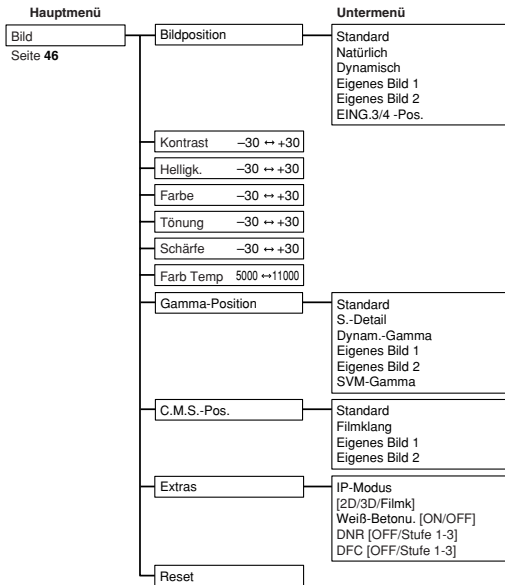 Hauptmenü Untermenü
Bild
Seite 46
Bildposition
Standard
Natürlich
Dynamisch
Eigenes Bild 1
Eigenes Bild 2
EING.3/4 -Pos.
Kontrast –30 ↔ +30
Helligk. –30 ↔ +30
Farbe –30 ↔ +30
Tönung –30 ↔ +30
Schärfe –30 ↔ +30
Farb Temp 5000 ↔11000
Gamma-Position
Standard
S.-Detail
Dynam.-Gamma
Eigenes Bild 1
Eigenes Bild 2
SVM-Gamma
C.M.S.-Pos.
Standard
Filmklang
Eigenes Bild 1
Eigenes Bild 2
Extras
IP-Modus
[2D/3D/Filmk]
Weiß-Betonu. [ON/OFF]
DNR [OFF/Stufe 1-3]
DFC [OFF/Stufe 1-3]
Reset